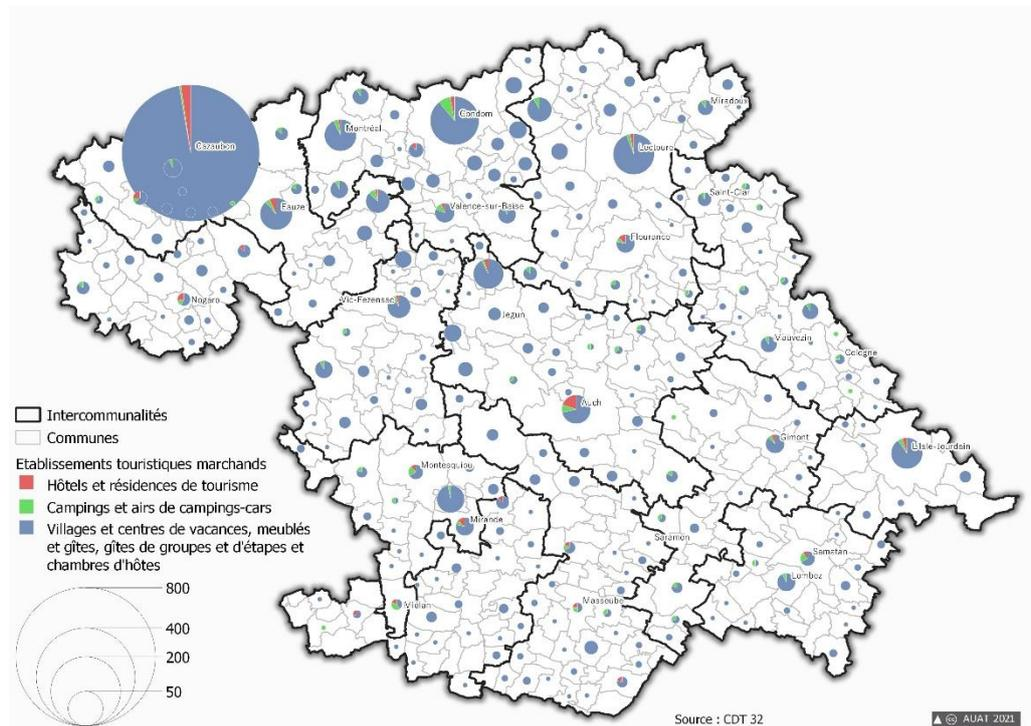 Miradoux
Cazaubon
Condom
Montréal
Lectoure
Saint-Clar
Eauze
Valence-sur-Baïse
Fleurance
Nogaro
Vic-Fezensac
Jegun
Mauvezin
Cologne
Auch
Gimont
L'Isle-Jourdain
Montesquiou
Mirande
Saramon
Samatan
Lombez
Miélan
Masseube
Intercommunalités
Communes
Etablissements touristiques marchands
Hôtels et résidences de tourisme
Campings et airs de campings-cars
Villages et centres de vacances, meublés
et gîtes, gîtes de groupes et d'étapes et
chambres d'hôtes
800
400
200
50
Source : CDT 32
cc AUAT 2021